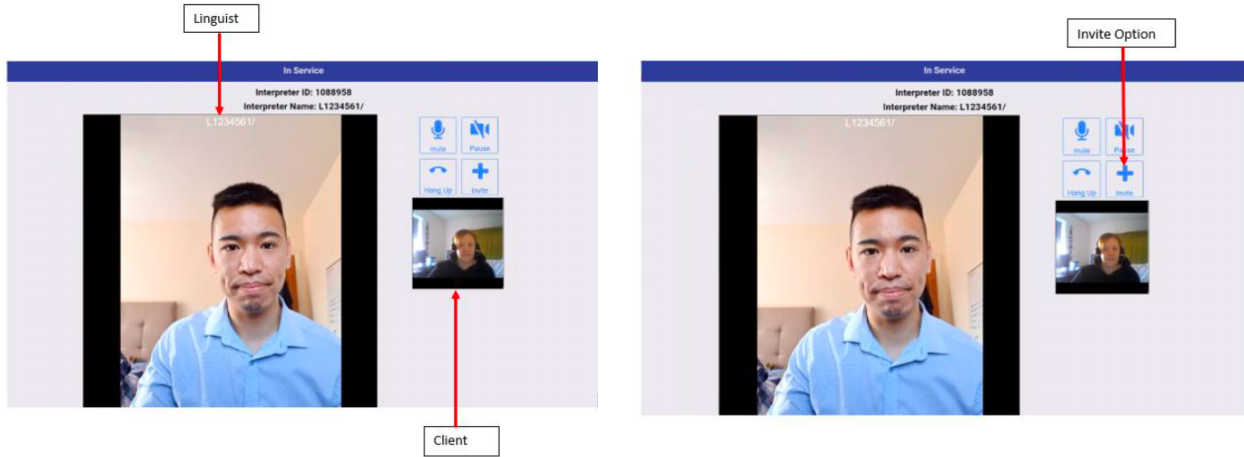 Linguist
In Service
Interpreter ID: 1088958
Interpreter Name: L1234561/
L1234561/
mute
Pause
Hang Up
Invite
Client
Invite Option
In Service
Interpreter ID: 1088958
Interpreter Name: L1234561/
L1234561/
mute
Pause
Hang Up
Invite